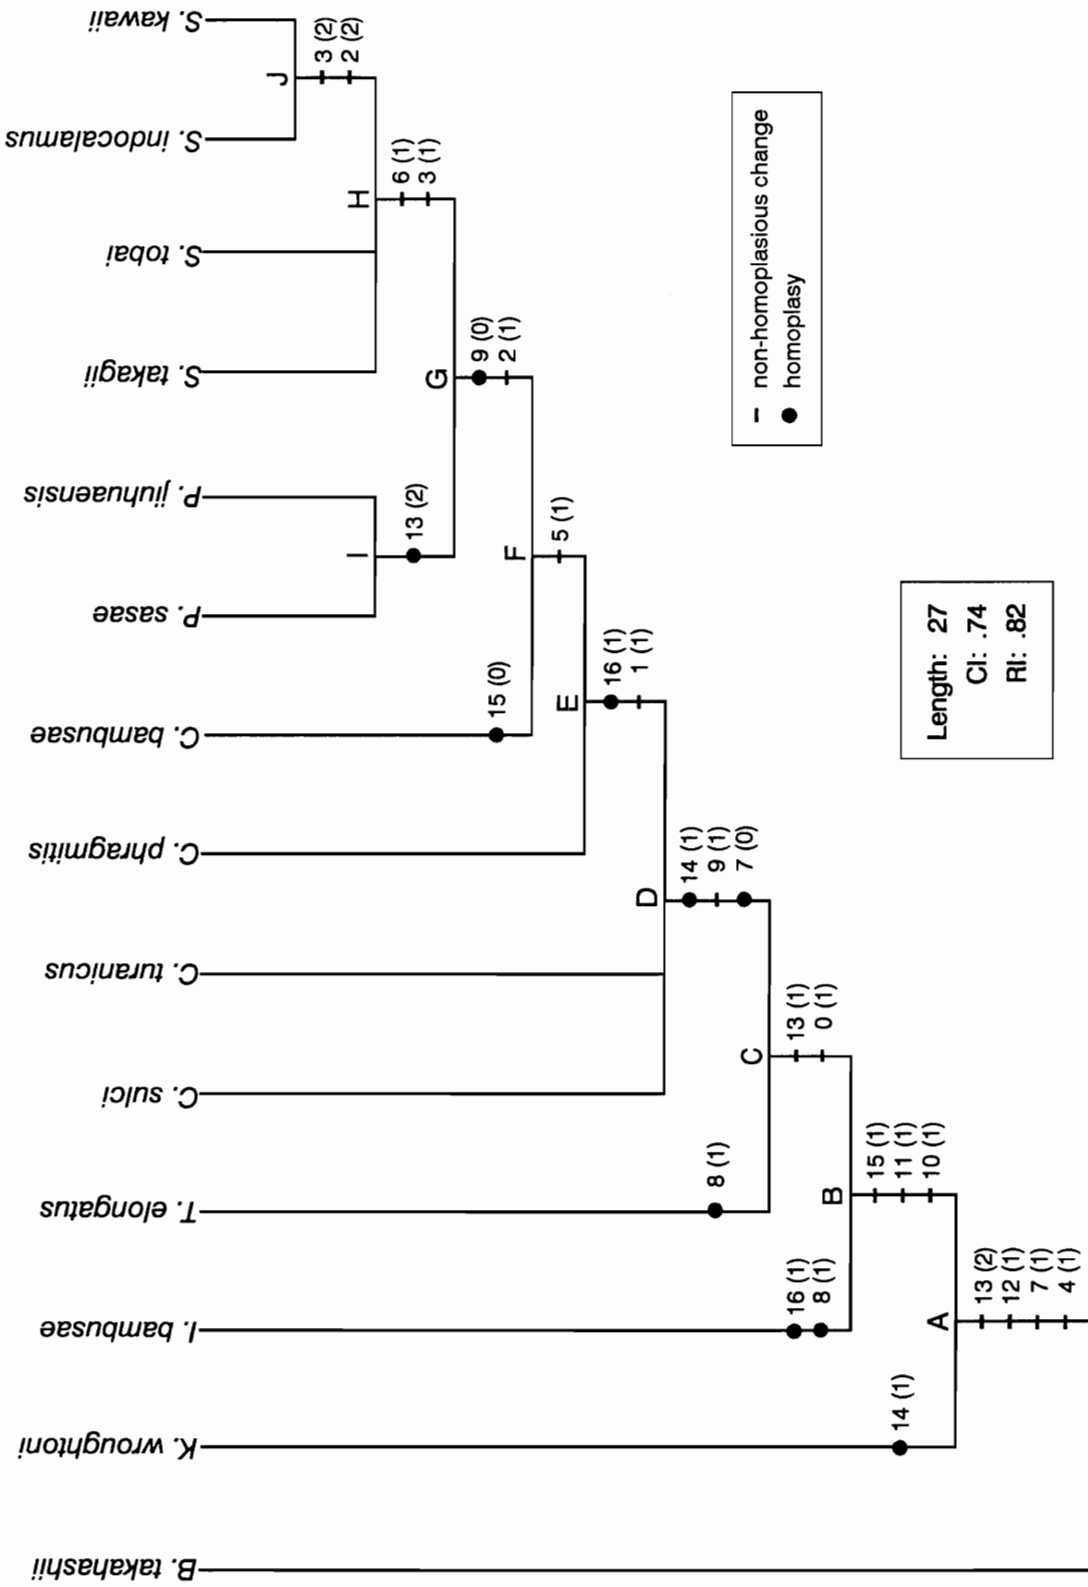 S. kawaii
S. indocalamus
S. tobai
S. takagii
P. jiuhuaensis
P. sasae
C. bambusae
C. phragmitis
C. turanicus
C. sulci
T. elongatus
I. bambusae
K. wroughtoni
B. takahashii
J
3 (2)
2 (2)
H
6 (1)
3 (1)
G
9 (0)
2 (1)
I
13 (2)
F
5 (1)
15 (0)
E
16 (1)
1 (1)
D
14 (1)
9 (1)
7 (0)
C
13 (1)
0 (1)
8 (1)
B
15 (1)
11 (1)
10 (1)
16 (1)
8 (1)
A
13 (2)
12 (1)
7 (1)
4 (1)
14 (1)
non-homoplasious change
homoplasy
Length: 27
CI: .74
RI: .82